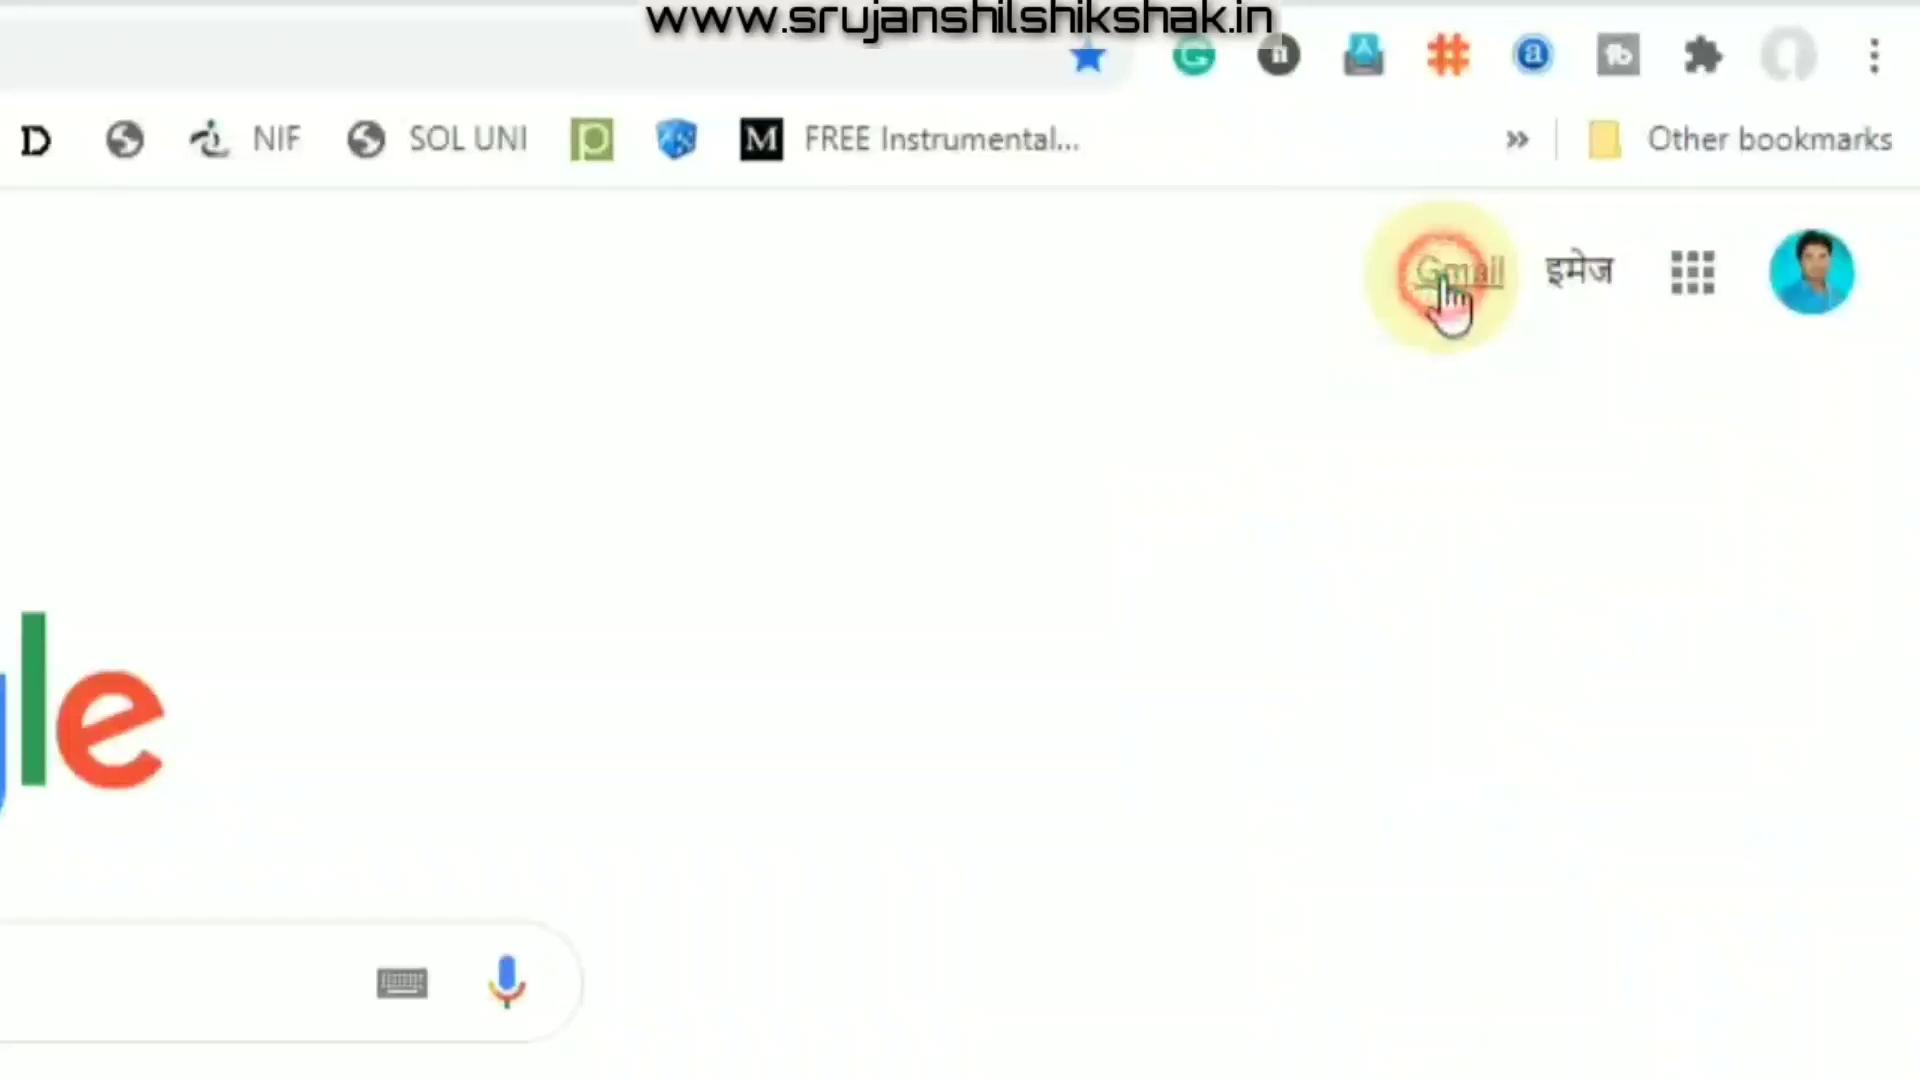 www.srujanshilshikshak.in
NIF
SOL UNI
FREE Instrumental...
Other bookmarks
Gmail
इमेज
le